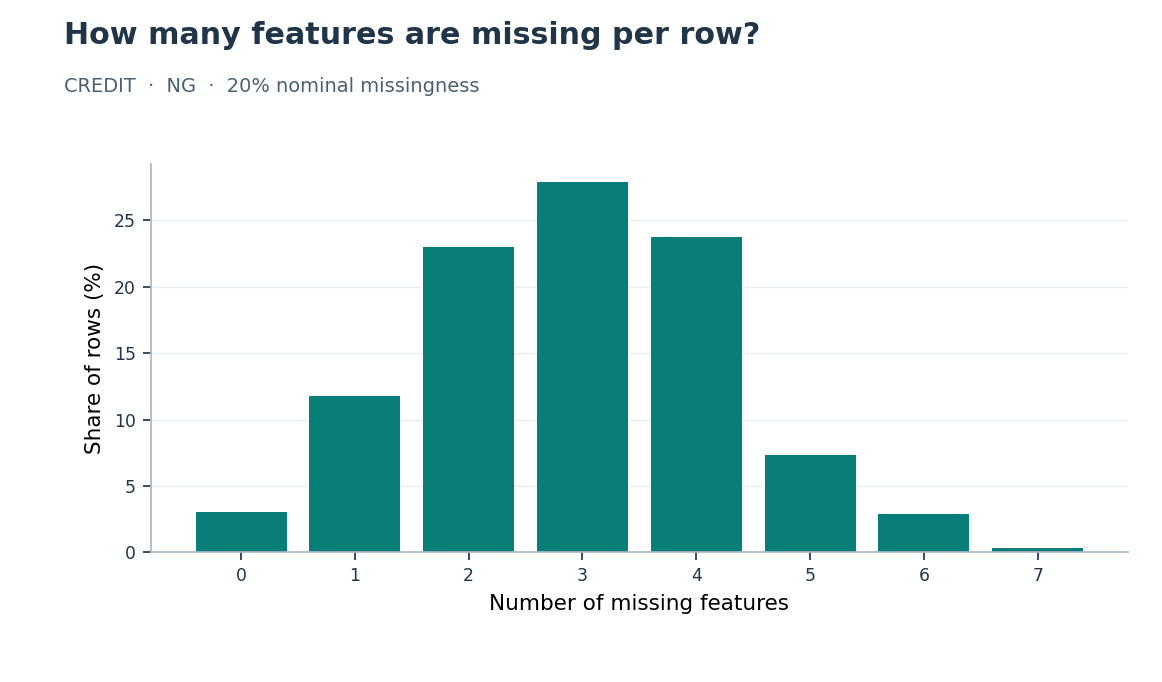 How many features are missing per row?
CREDIT · NG · 20% nominal missingness
Share of rows (%)
25
20
15
10
5
0
0 1 2 3 4 5 6 7
Number of missing features